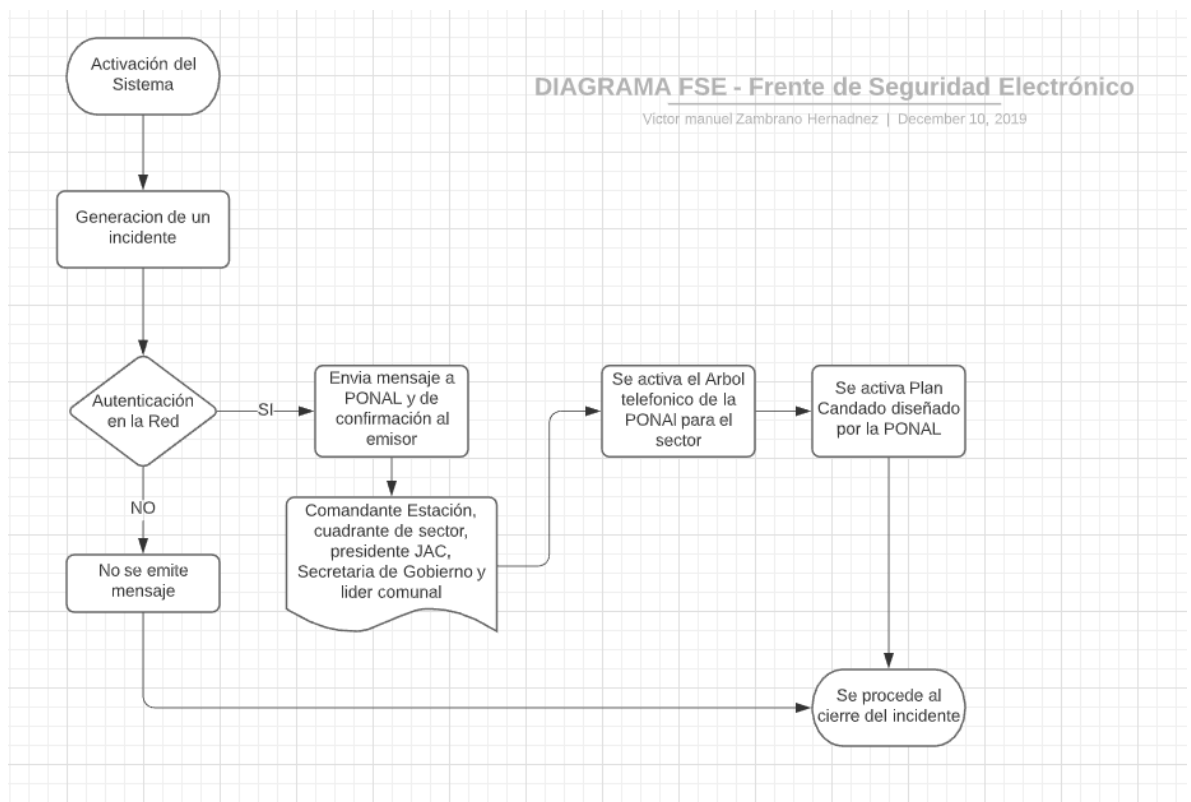 Activación del
Sistema
DIAGRAMA FSE - Frente de Seguridad Electrónico
Victor manuel Zambrano Hernadnez | December 10, 2019
Generacion de un
incidente
Autenticación
en la Red
SI
Envia mensaje a
PONAL y de
confirmación al
emisor
Se activa el Arbol
telefonico de la
PONAl para el
sector
Se activa Plan
Candado diseñado
por la PONAL
NO
Comandante Estación,
cuadrante de sector,
presidente JAC,
Secretaria de Gobierno y
lider comunal
No se emite
mensaje
Se procede al
cierre del incidente